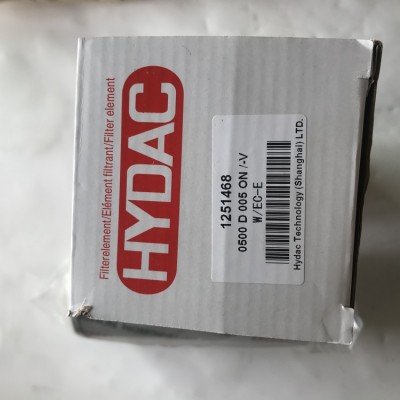 Filterelement/Elément filtrant/Filter element
HYDAC
1251468
0500 D 005 ON /-V
W/EC-E
Hydac Technology (Shanghai) LTD.